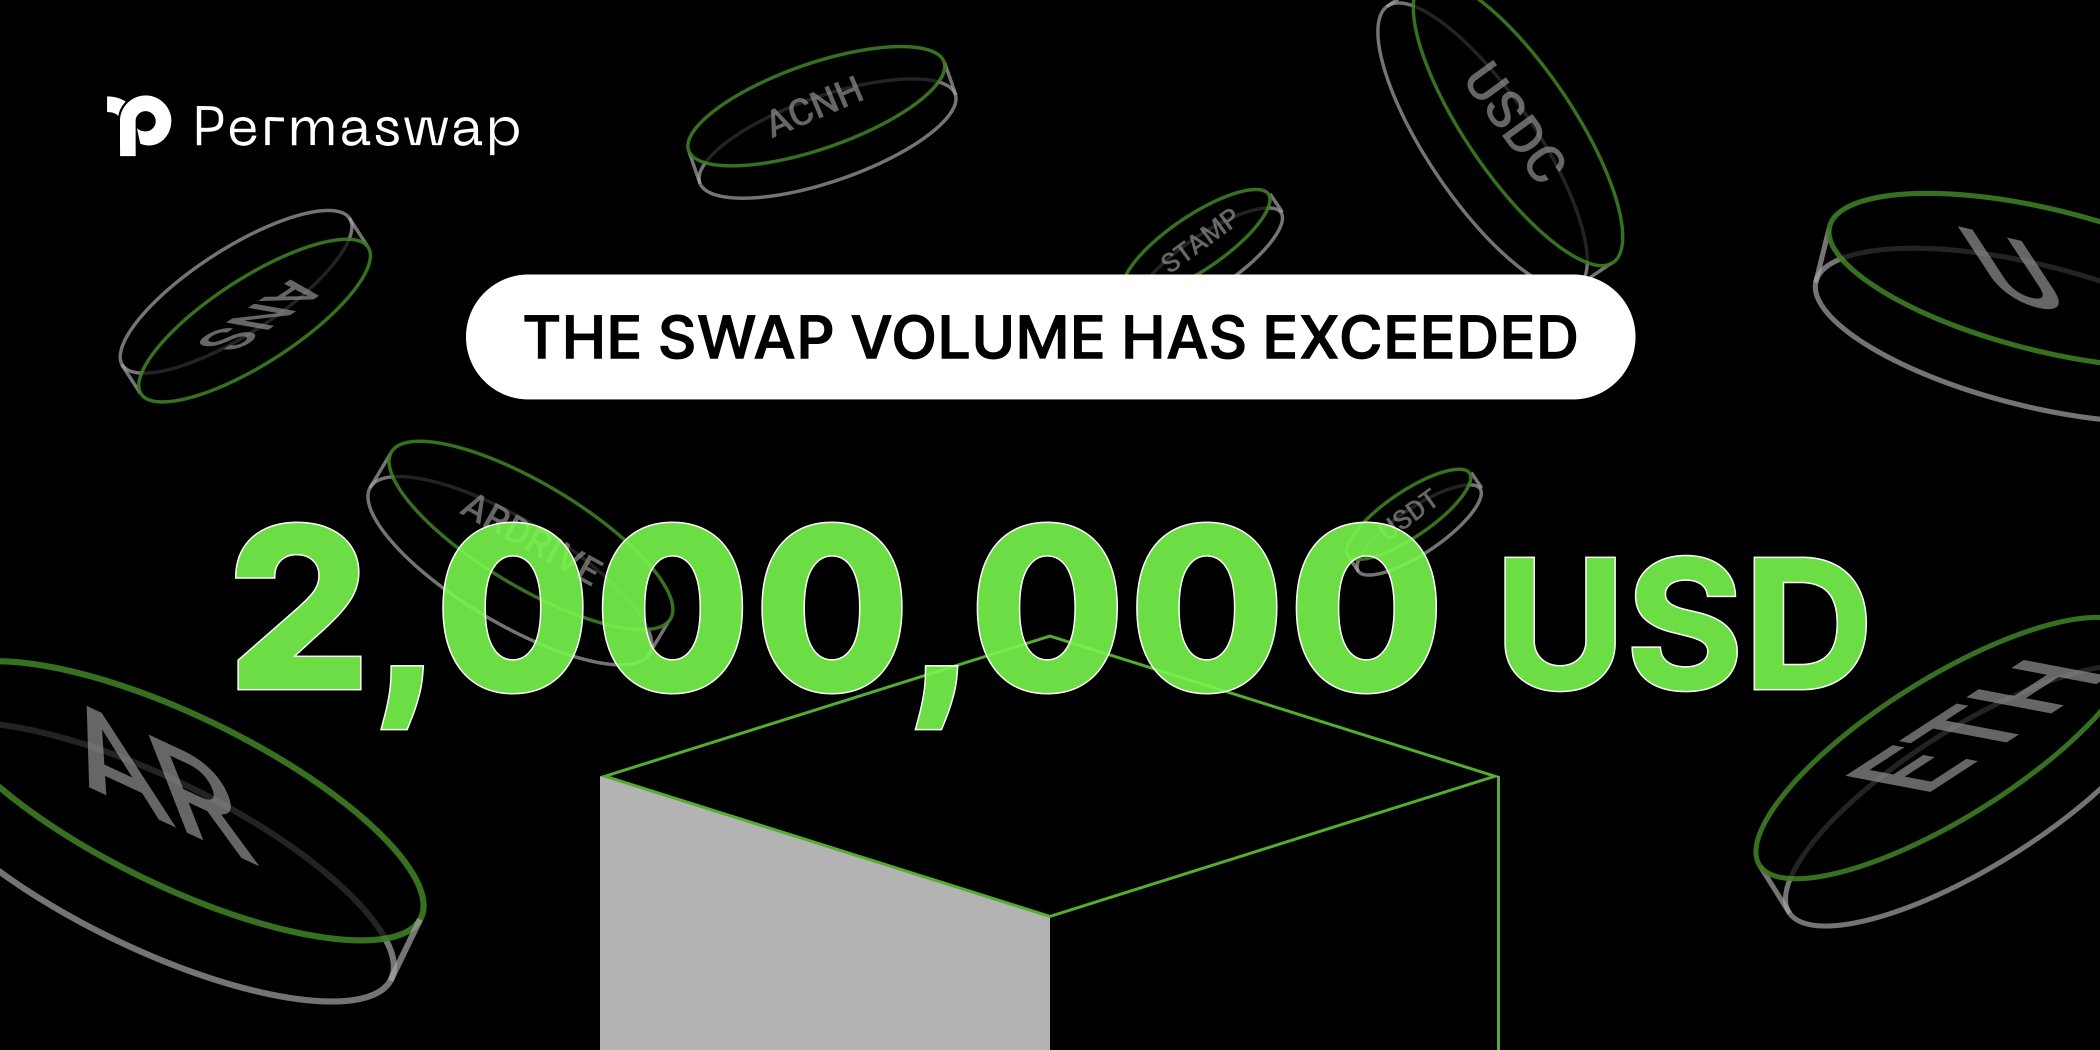 Permaswap
ACNH
USDC
STAMP
U
ANS
THE SWAP VOLUME HAS EXCEEDED
ARDRIVE
USDT
2,000,000 USD
AR
ETH